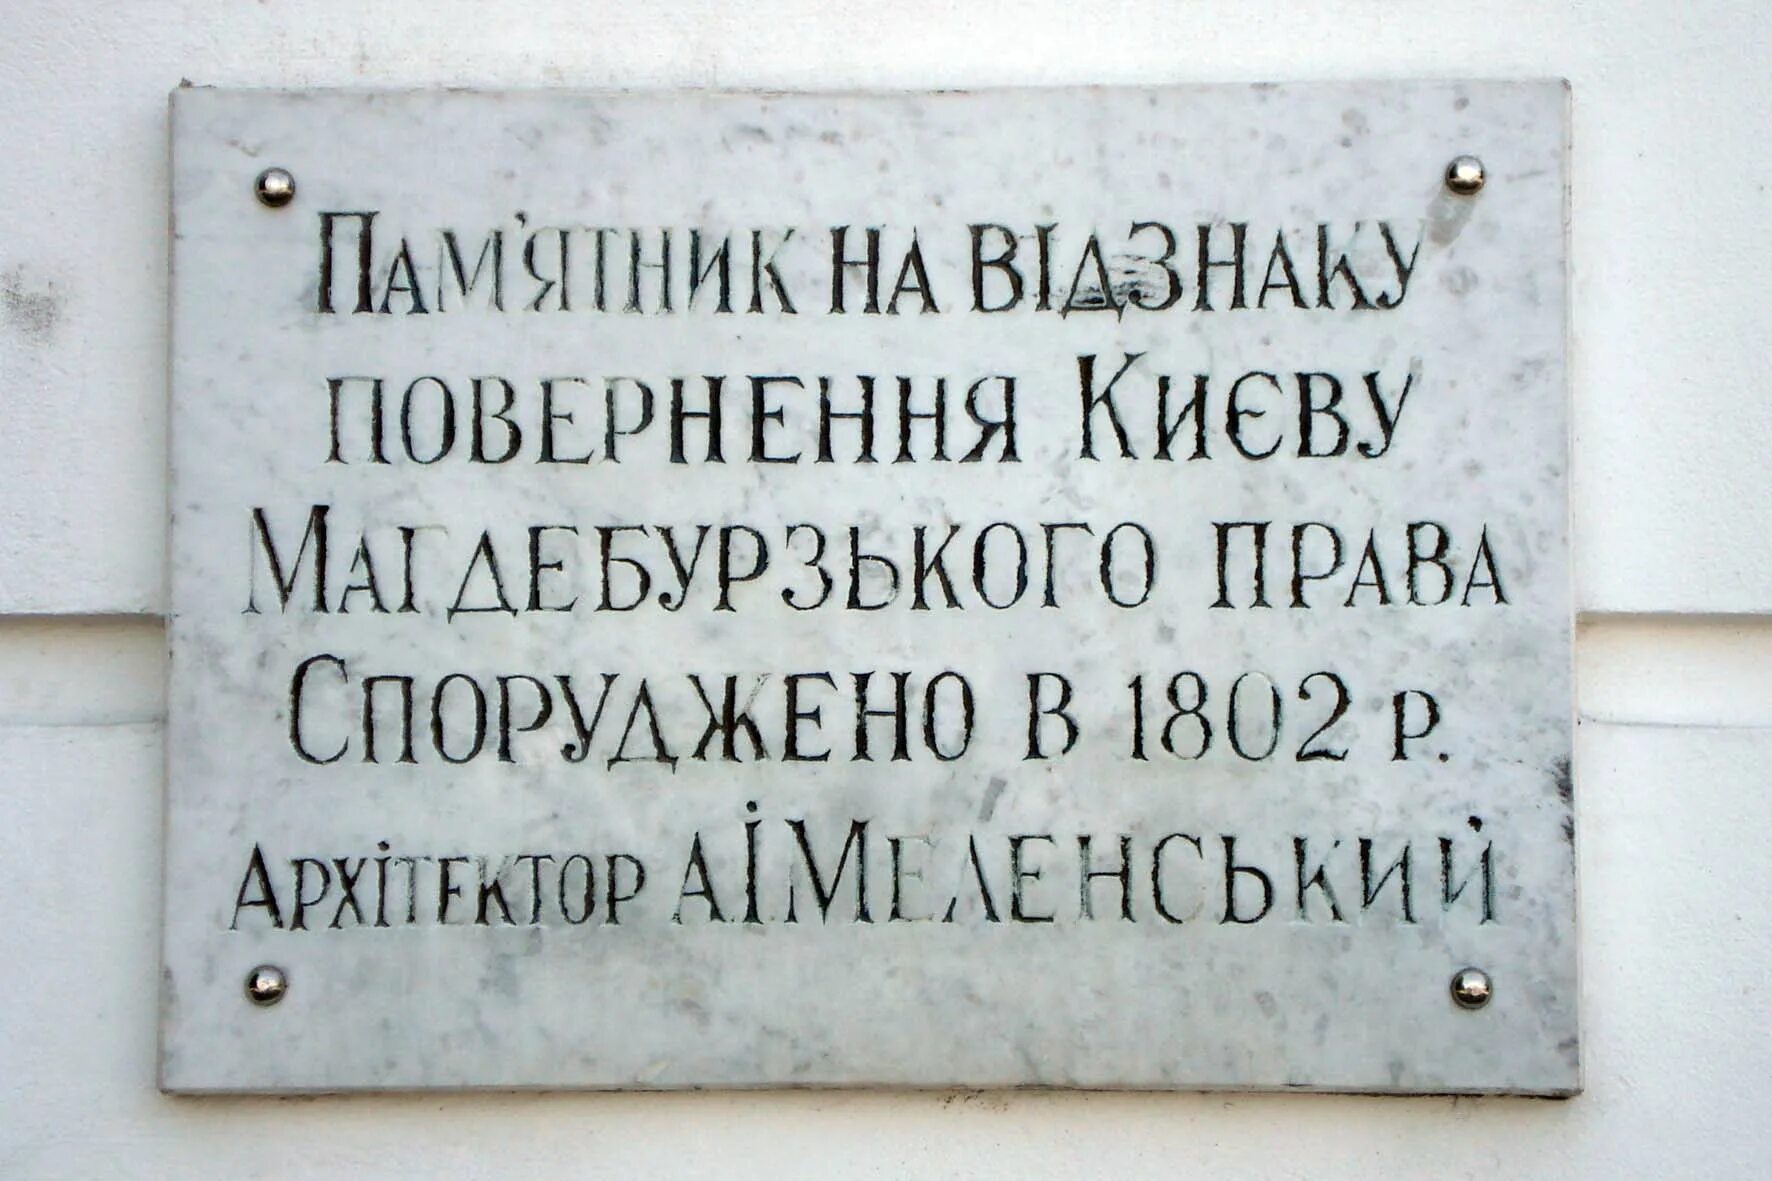 Пам'ятник на відзнаку
повернення Києву
Магдебурзького права
Споруджено в 1802 р.
Архітектор А.І Меленський